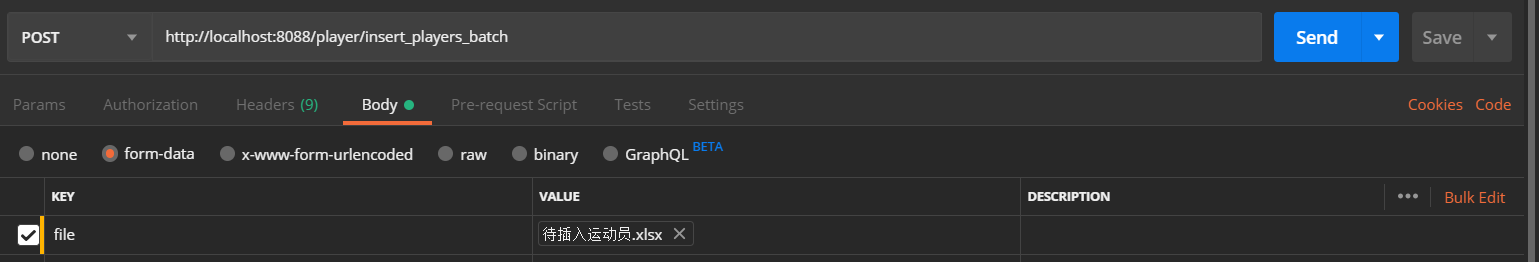 POST http://localhost:8088/player/insert_players_batch Send Save
Params Authorization Headers (9) Body Pre-request Script Tests Settings Cookies Code
none form-data x-www-form-urlencoded raw binary GraphQL BETA
KEY VALUE DESCRIPTION ••• Bulk Edit
file 待插入运动员.xlsx